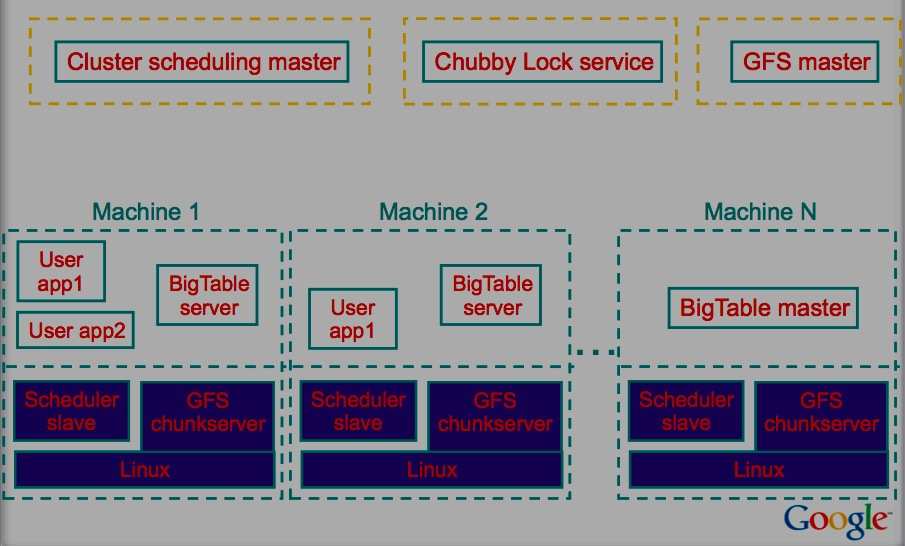 Cluster scheduling master
Chubby Lock service
GFS master
Machine 1
Machine 2
Machine N
User
app1
BigTable
server
User app2
User
app1
BigTable
server
BigTable master
...
Scheduler
slave
GFS
chunkserver
Linux
Scheduler
slave
GFS
chunkserver
Linux
Scheduler
slave
GFS
chunkserver
Linux
Google™